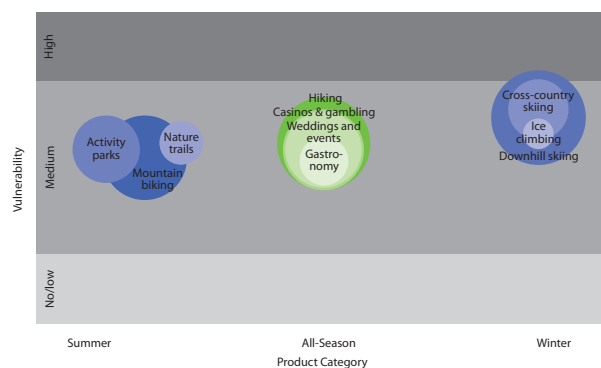 High
Medium
No/low
Vulnerability
Activity
parks
Nature
trails
Mountain
biking
Hiking
Casinos & gambling
Weddings and
events
Gastro-
nomy
Cross-country
skiing
Ice
climbing
Downhill skiing
Summer
All-Season
Winter
Product Category